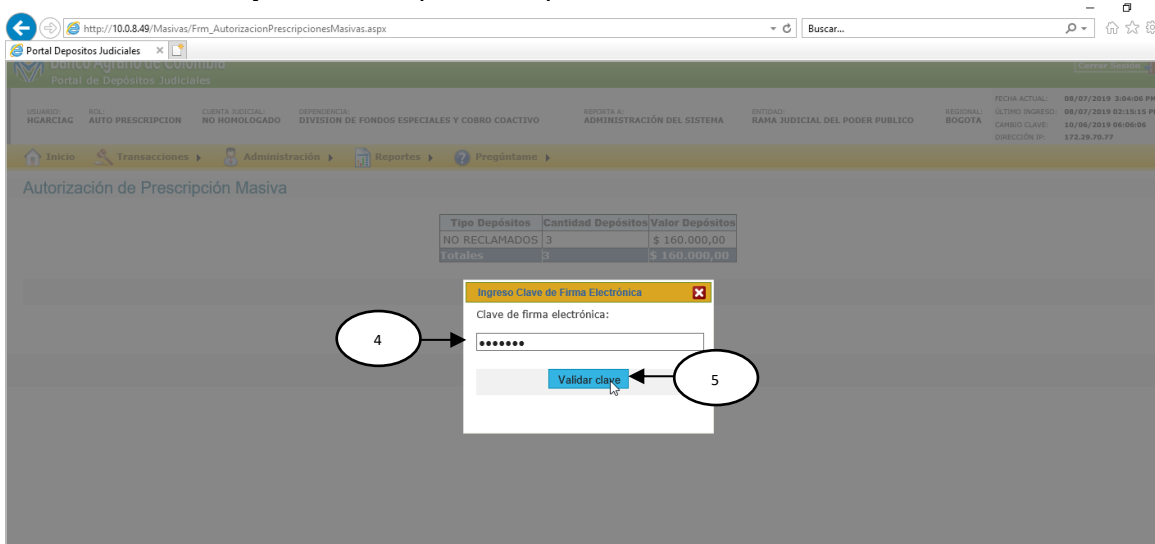 http://10.0.8.49/Masivas/Frm_AutorizacionPrescripcionesMasivas.aspx
Buscar...
Portal Depositos Judiciales
Banco Agrario de Colombia
Portal de Depósitos Judiciales
Cerrar Sesión
USUARIO: ROL: CUENTA JUDICIAL: DEPENDENCIA: REPORTA A: ENTIDAD: REGIONAL: FECHA ACTUAL: 08/07/2019 3:04:06 PM
HGARCIAG AUTO PRESCRIPCION NO HOMOLOGADO DIVISION DE FONDOS ESPECIALES Y COBRO COACTIVO ADMINISTRACIÓN DEL SISTEMA RAMA JUDICIAL DEL PODER PUBLICO BOGOTA ÚLTIMO INGRESO: 08/07/2019 02:15:15 PM
CAMBIO CLAVE: 10/06/2019 06:06:06
DIRECCIÓN IP: 172.29.70.77
Inicio Transacciones Administración Reportes Pregúntame
Autorización de Prescripción Masiva
Tipo Depósitos Cantidad Depósitos Valor Depósitos
NO RECLAMADOS 3 $ 160.000,00
Totales 3 $ 160.000,00
Ingreso Clave de Firma Electrónica
Clave de firma electrónica:
4
Validar clave
5